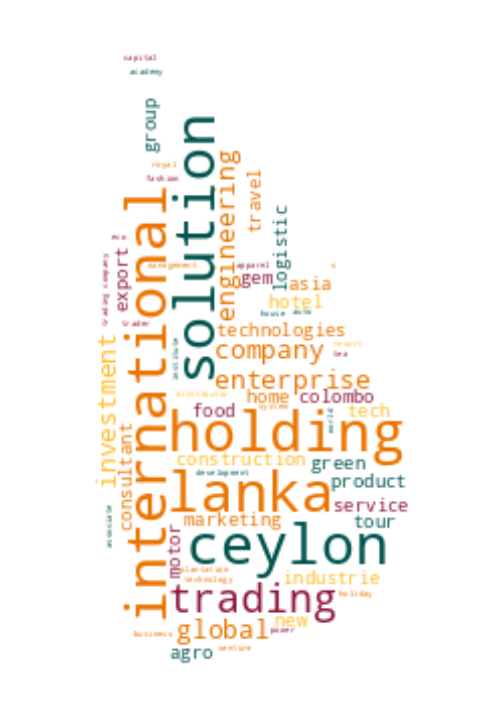 capital
academy
group
solution
royal
fashion
engineering
travel
international
logistic
rio
export
trading company
management
apparel
s
gem
asia
hotel
house
auto
trader
technologies
institute
resort
company
tea
enterprise
investment
distributor
home
colombo
food
system
tech
world
holding
consultant
construction
green
development
product
lanka
service
associate
marketing
tour
motor
ceylon
plantation
technology
industrie
trading
holiday
new
global
business
power
agro
venture